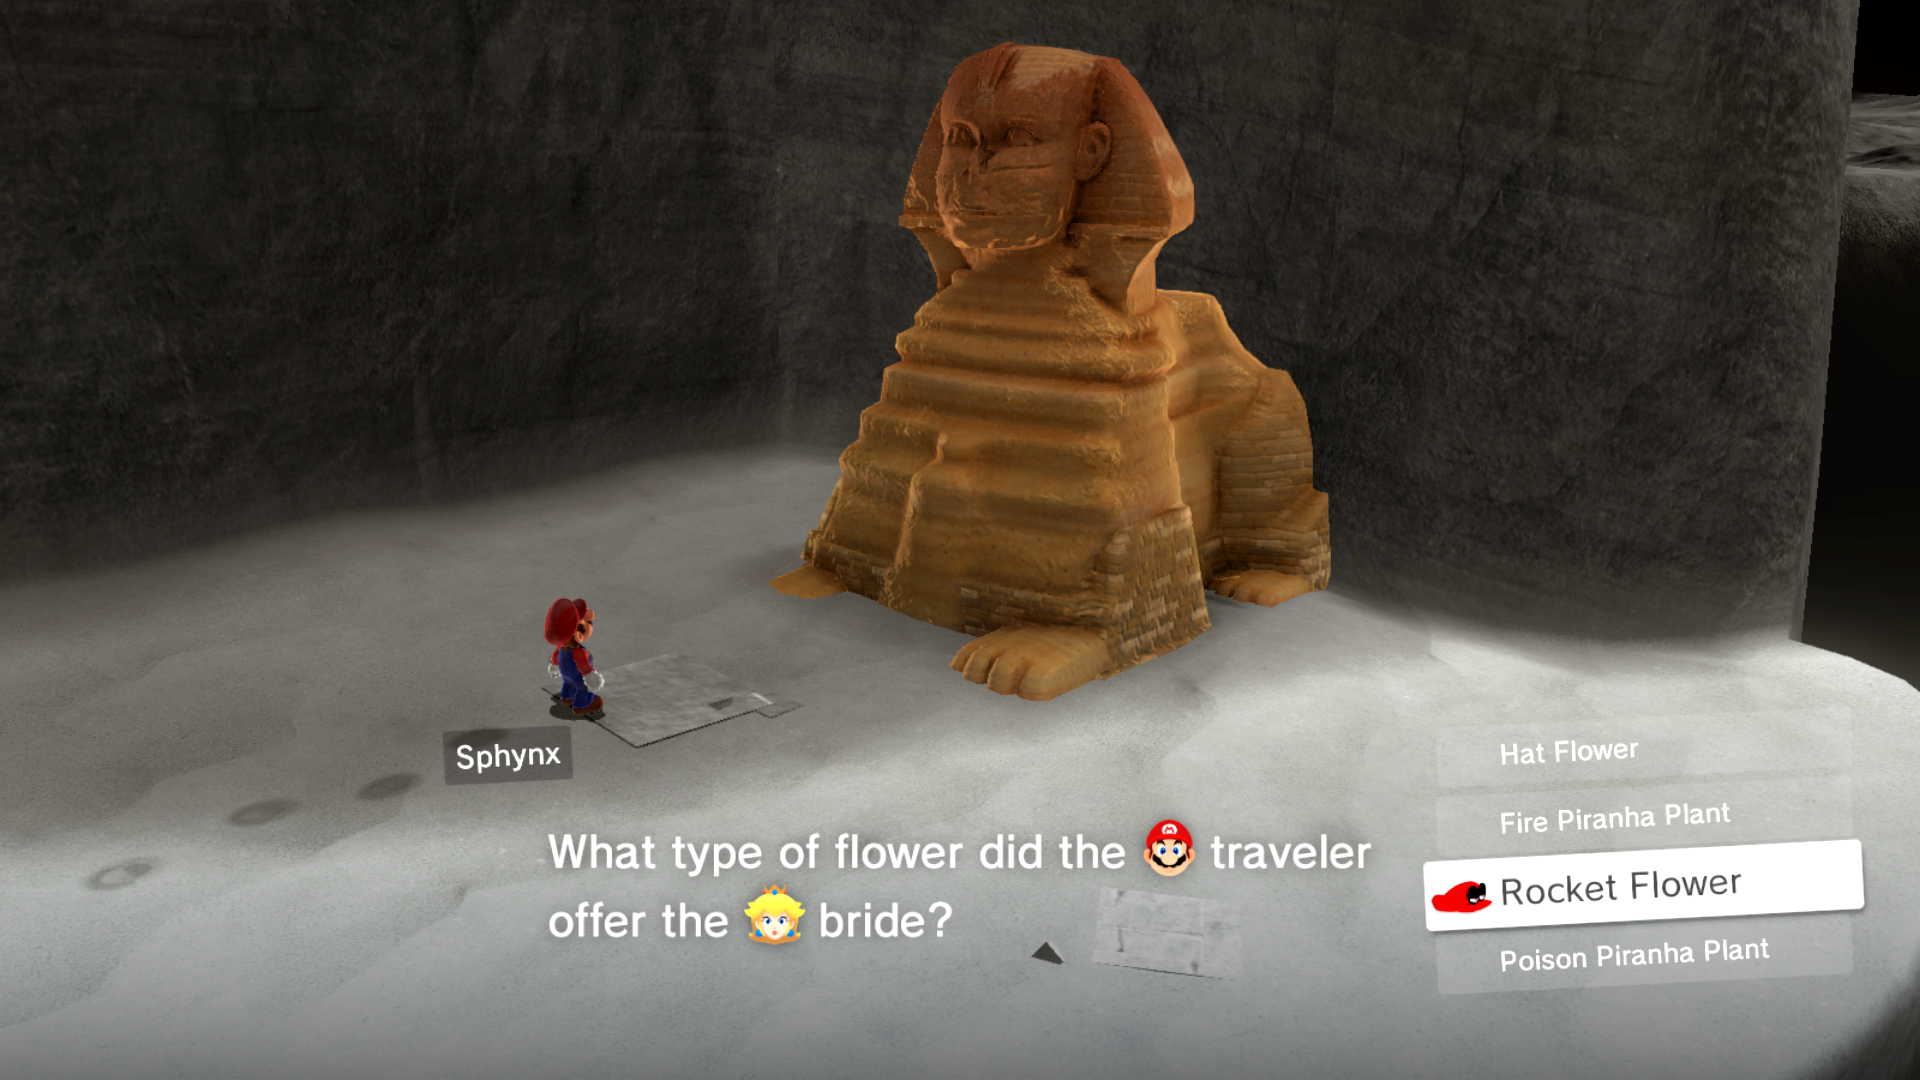 Sphynx
What type of flower did the traveler
offer the bride?
Hat Flower
Fire Piranha Plant
Rocket Flower
Poison Piranha Plant